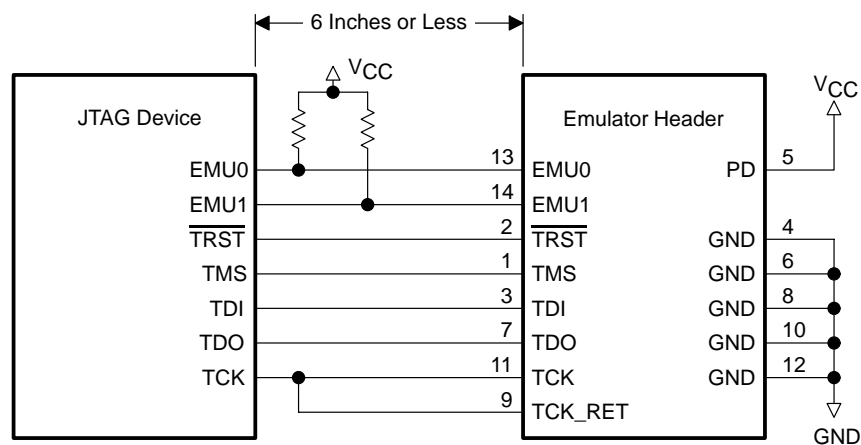 6 Inches or Less
VCC
VCC
JTAG Device
Emulator Header
EMU0 13 EMU0 PD 5
EMU1 14 EMU1
TRST 2 TRST GND 4
TMS 1 TMS GND 6
TDI 3 TDI GND 8
TDO 7 TDO GND 10
TCK 11 TCK GND 12
9 TCK_RET
GND